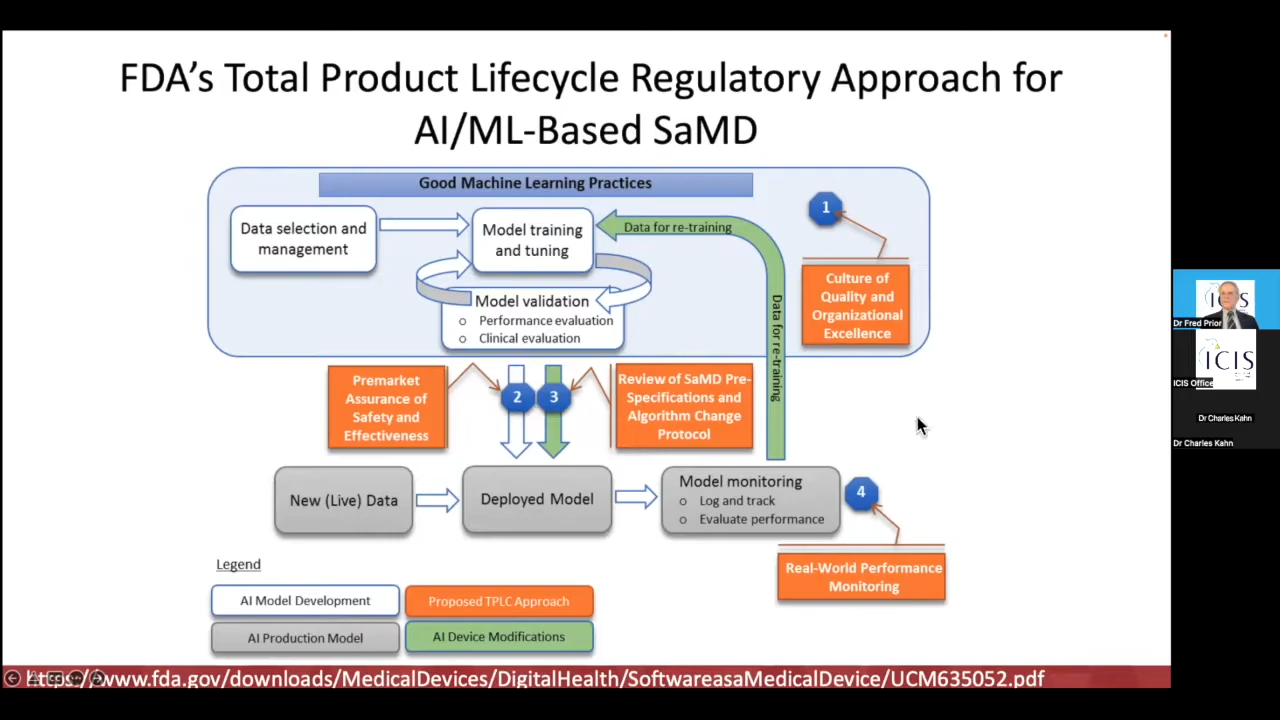 FDA's Total Product Lifecycle Regulatory Approach for
AI/ML-Based SaMD
Good Machine Learning Practices
Data selection and
management
Model training
and tuning
Data for re-training
1
Culture of
Quality and
Organizational
Excellence
Model validation
Performance evaluation
Clinical evaluation
Data for re-training
Premarket
Assurance of
Safety and
Effectiveness
2
3
Review of SaMD Pre-
Specifications and
Algorithm Change
Protocol
New (Live) Data
Deployed Model
Model monitoring
Log and track
Evaluate performance
4
Real-World Performance
Monitoring
Legend
AI Model Development
Proposed TPLC Approach
AI Production Model
AI Device Modifications
https://www.fda.gov/downloads/MedicalDevices/DigitalHealth/SoftwareasaMedicalDevice/UCM635052.pdf
Dr Fred Prior
ICIS
ICIS Office
Dr Charles Kahn
Dr Charles Kahn